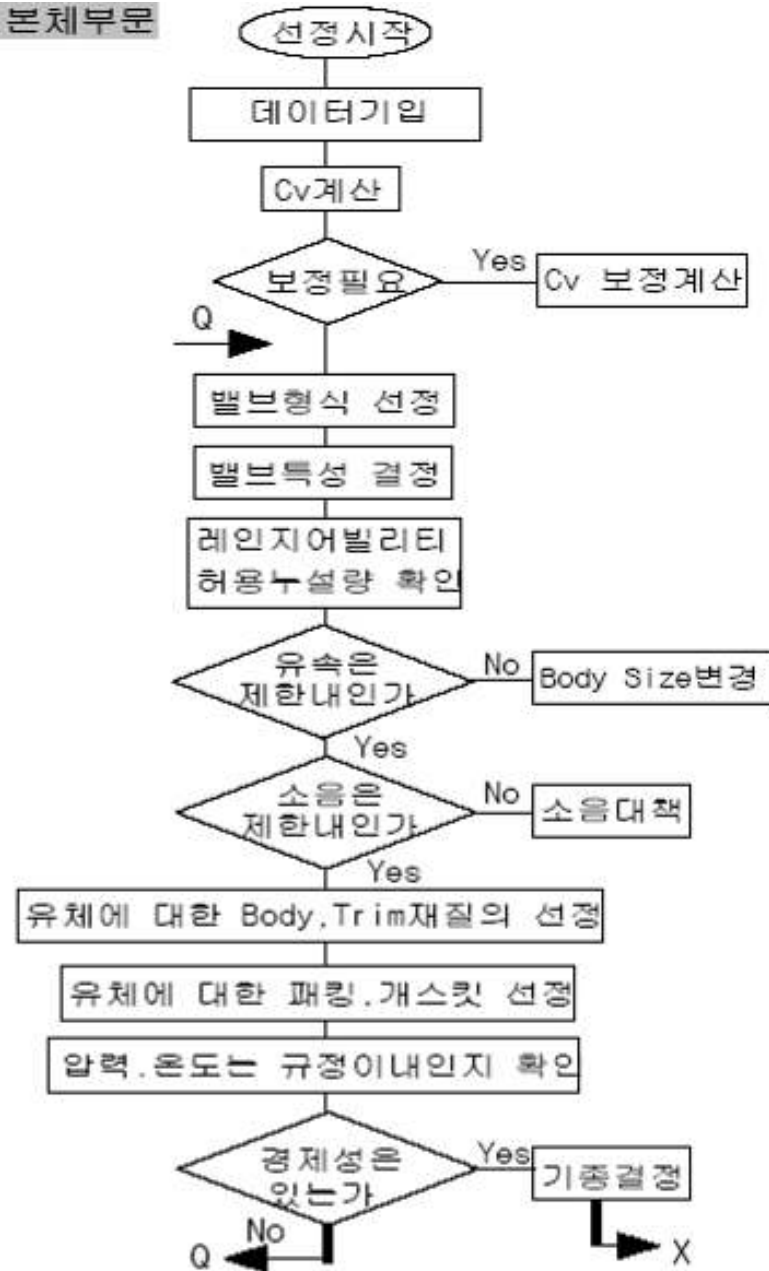 본체부문
선정시작
데이터기입
Cv계산
보정필요
Yes
Cv 보정계산
Q
밸브형식 선정
밸브특성 결정
레인지어빌리티
허용누설량 확인
유속은
제한내인가
No
Body Size변경
Yes
소음은
제한내인가
No
소음대책
Yes
유체에 대한 Body.Trim재질의 선정
유체에 대한 패킹.개스킷 선정
압력.온도는 규정이내인지 확인
경제성은
있는가
Yes
기종결정
No
Q
X